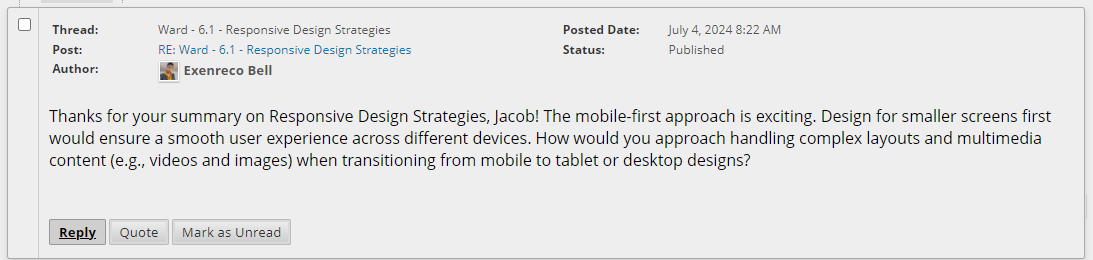 Thread: Ward - 6.1 - Responsive Design Strategies Posted Date: July 4, 2024 8:22 AM
Post: RE: Ward - 6.1 - Responsive Design Strategies Status: Published
Author: Exenreco Bell
Thanks for your summary on Responsive Design Strategies, Jacob! The mobile-first approach is exciting. Design for smaller screens first
would ensure a smooth user experience across different devices. How would you approach handling complex layouts and multimedia
content (e.g., videos and images) when transitioning from mobile to tablet or desktop designs?
Reply Quote Mark as Unread